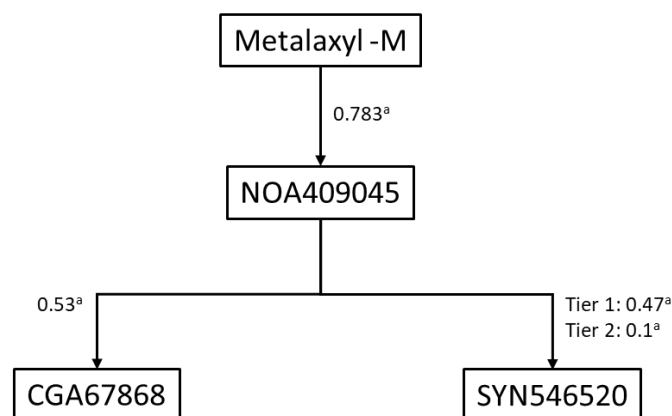 Metalaxyl -M
0.783ᵃ
NOA409045
0.53ᵃ
Tier 1: 0.47ᵃ
Tier 2: 0.1ᵃ
CGA67868
SYN546520